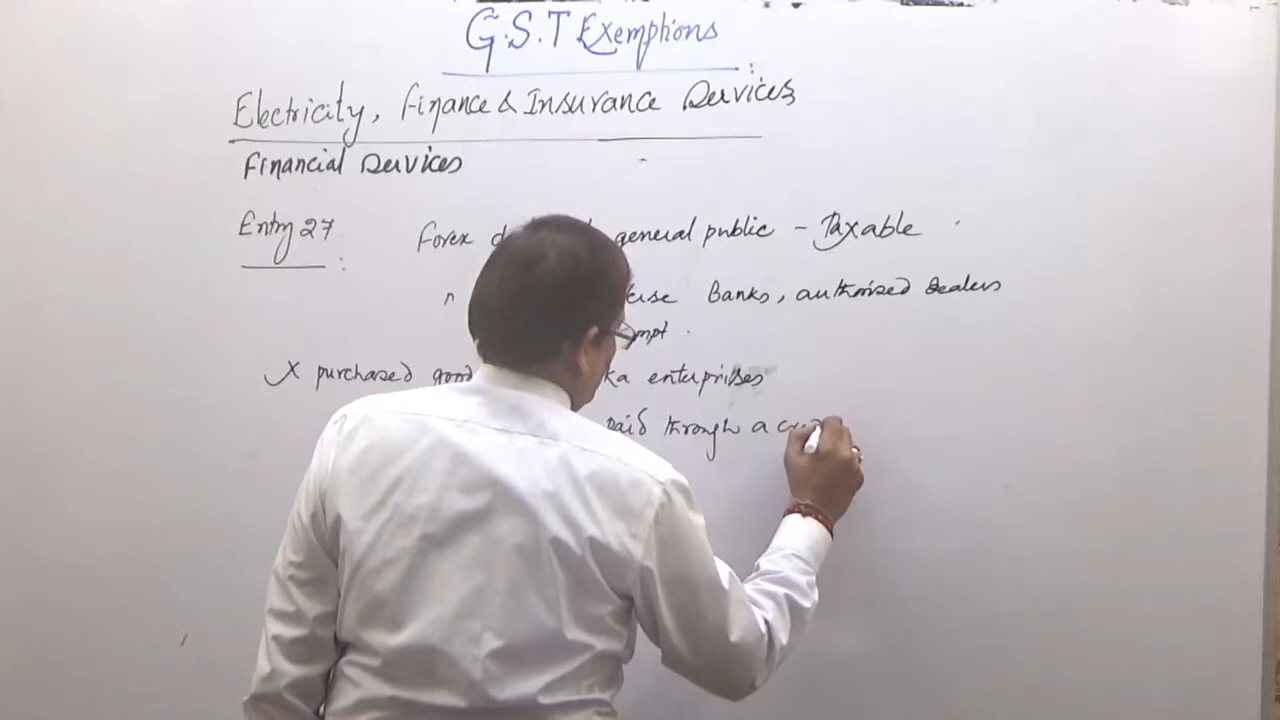 G.S.T Exemptions
Electricity, Finance & Insurance Services
Financial Services
Entry 27 : Forex general public - Taxable
Banks, authorised Dealers
X purchased enterprises
paid through a